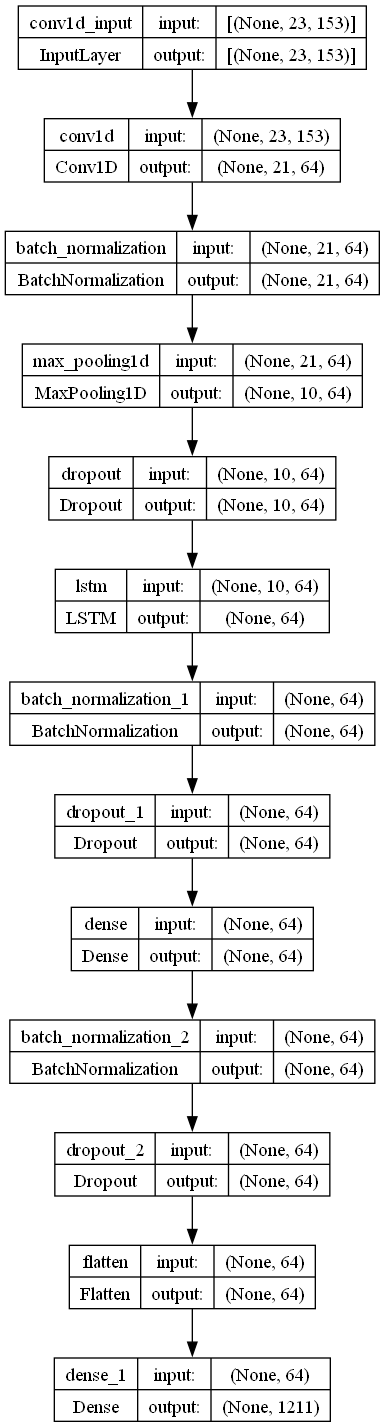 conv1d_input input: [(None, 23, 153)]
InputLayer output: [(None, 23, 153)]
conv1d input: (None, 23, 153)
Conv1D output: (None, 21, 64)
batch_normalization input: (None, 21, 64)
BatchNormalization output: (None, 21, 64)
max_pooling1d input: (None, 21, 64)
MaxPooling1D output: (None, 10, 64)
dropout input: (None, 10, 64)
Dropout output: (None, 10, 64)
lstm input: (None, 10, 64)
LSTM output: (None, 64)
batch_normalization_1 input: (None, 64)
BatchNormalization output: (None, 64)
dropout_1 input: (None, 64)
Dropout output: (None, 64)
dense input: (None, 64)
Dense output: (None, 64)
batch_normalization_2 input: (None, 64)
BatchNormalization output: (None, 64)
dropout_2 input: (None, 64)
Dropout output: (None, 64)
flatten input: (None, 64)
Flatten output: (None, 64)
dense_1 input: (None, 64)
Dense output: (None, 1211)